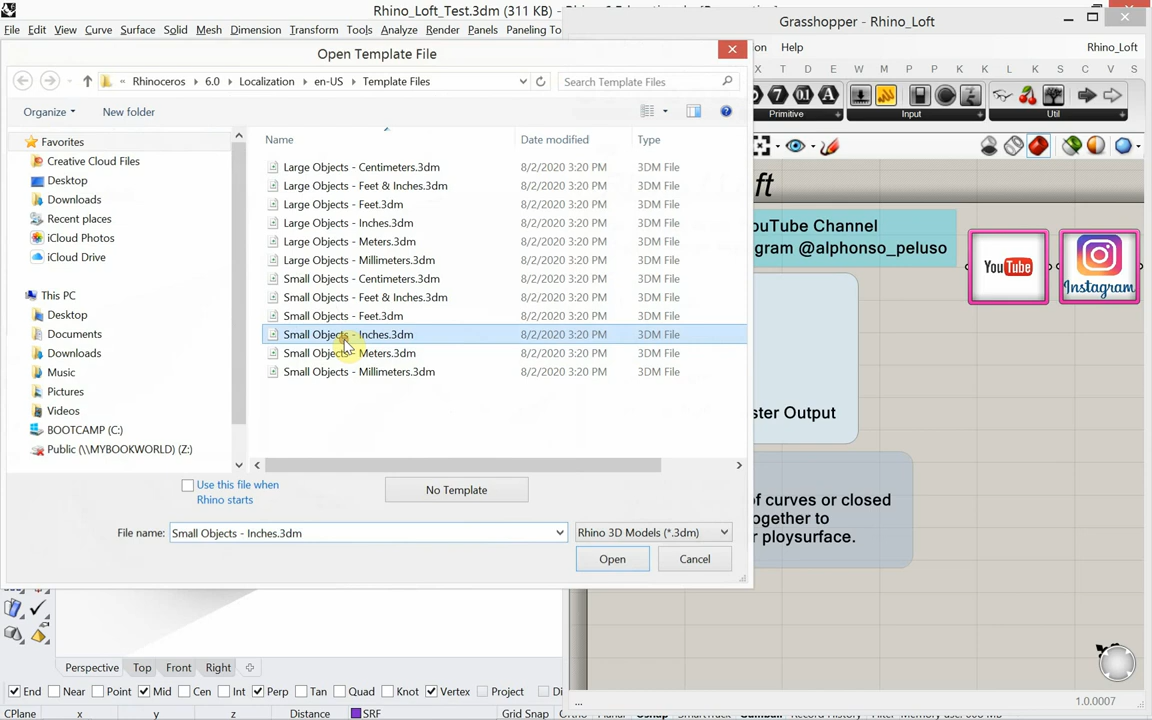 Rhino_Loft_Test.3dm (311 KB) -
File Edit View Curve Surface Solid Mesh Dimension Transform Tools Analyze Render Panels Paneling To
Grasshopper - Rhino_Loft
Help
Rhino_Loft
X T D E W M P P K K L K S C V S
Primitive
Input
Util
Open Template File
« Rhinoceros 6.0 Localization en-US Template Files
Search Template Files
Organize
New folder
Name
Date modified
Type
Favorites
Creative Cloud Files
Desktop
Downloads
Recent places
iCloud Photos
iCloud Drive
This PC
Desktop
Documents
Downloads
Music
Pictures
Videos
BOOTCAMP (C:)
Public (\\MYBOOKWORLD) (Z:)
Large Objects - Centimeters.3dm 8/2/2020 3:20 PM 3DM File
Large Objects - Feet & Inches.3dm 8/2/2020 3:20 PM 3DM File
Large Objects - Feet.3dm 8/2/2020 3:20 PM 3DM File
Large Objects - Inches.3dm 8/2/2020 3:20 PM 3DM File
Large Objects - Meters.3dm 8/2/2020 3:20 PM 3DM File
Large Objects - Millimeters.3dm 8/2/2020 3:20 PM 3DM File
Small Objects - Centimeters.3dm 8/2/2020 3:20 PM 3DM File
Small Objects - Feet & Inches.3dm 8/2/2020 3:20 PM 3DM File
Small Objects - Feet.3dm 8/2/2020 3:20 PM 3DM File
Small Objects - Inches.3dm 8/2/2020 3:20 PM 3DM File
Small Objects - Meters.3dm 8/2/2020 3:20 PM 3DM File
Small Objects - Millimeters.3dm 8/2/2020 3:20 PM 3DM File
Use this file when
Rhino starts
No Template
File name: Small Objects - Inches.3dm
Rhino 3D Models (*.3dm)
Open
Cancel
ft
ouTube Channel
gram @alphonso_peluso
YouTube
Instagram
ster Output
of curves or closed
ogether to
r ploysurface.
1.0.0007
Perspective Top Front Right
End Near Point Mid Cen Int Perp Tan Quad Knot Vertex Project Di
CPlane x y z Distance SRF Grid Snap